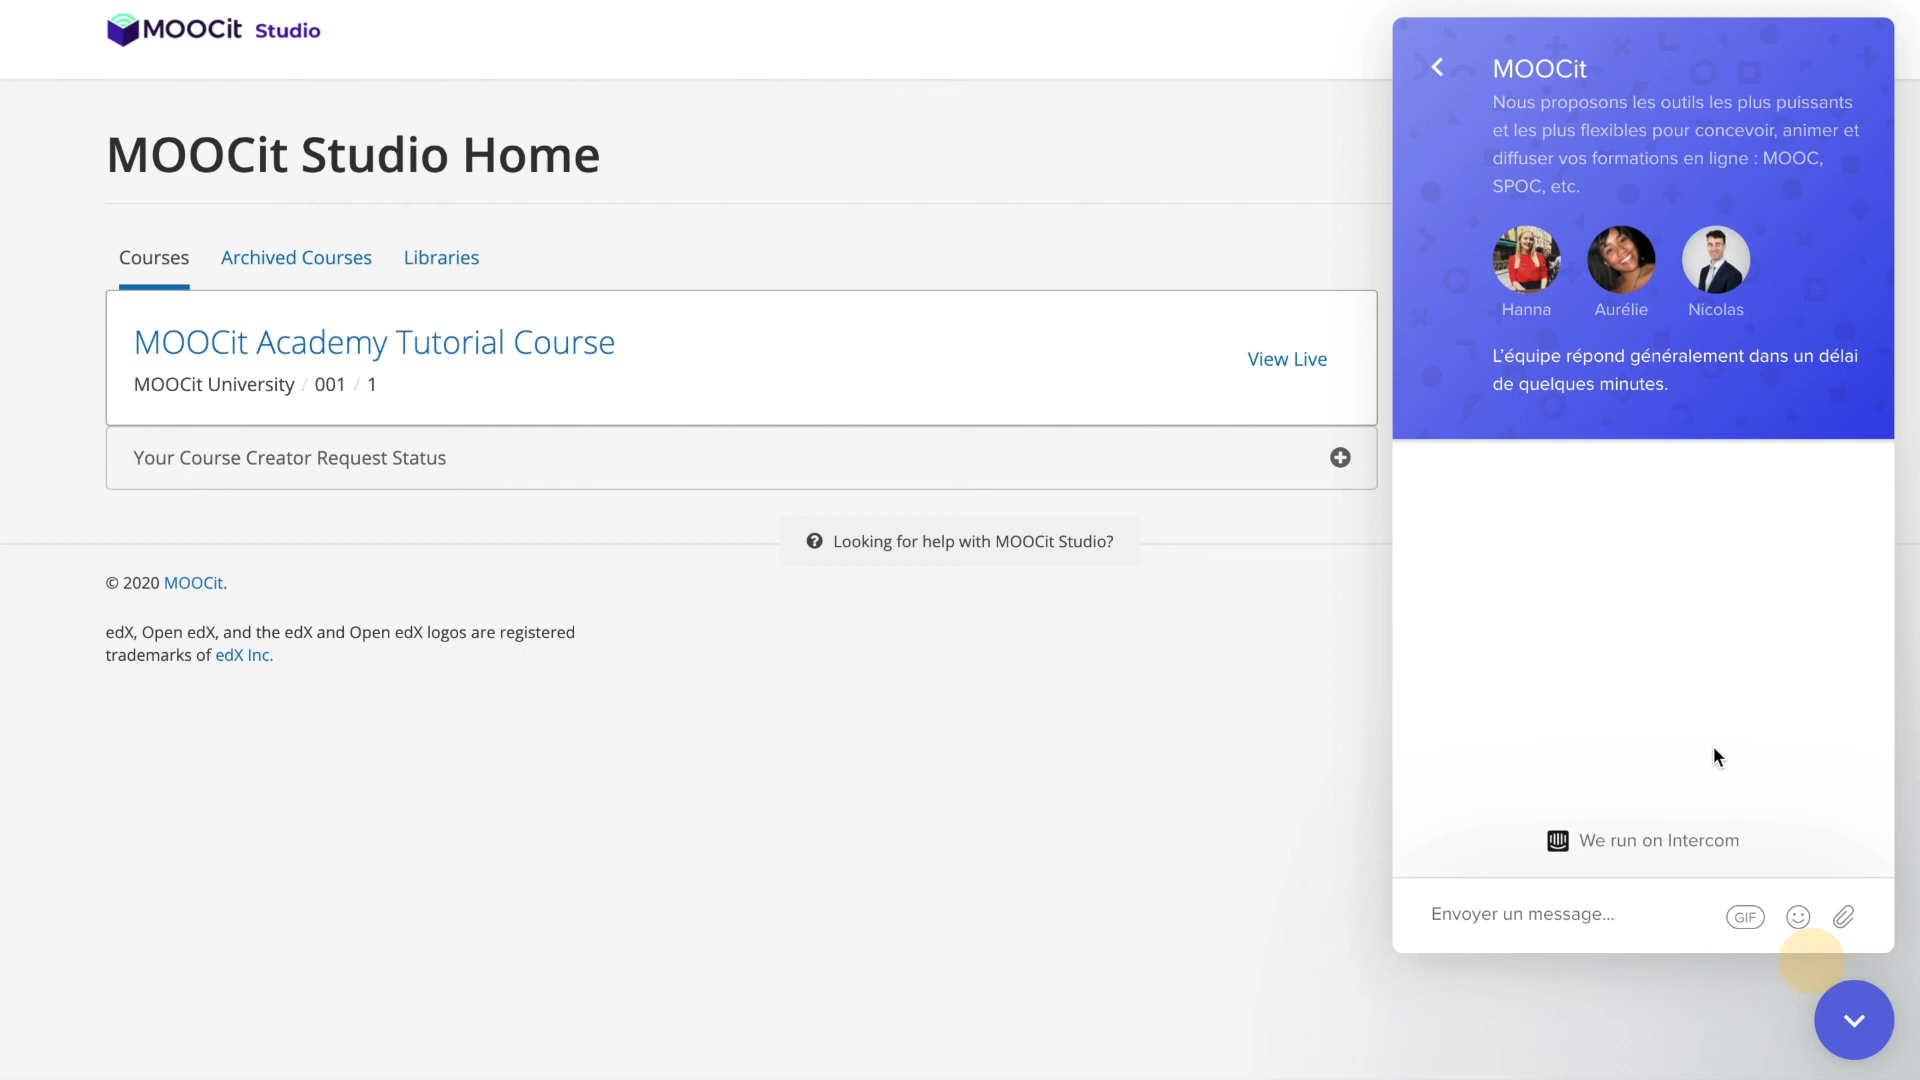 MOOCit Studio
MOOCit Studio Home
Courses
Archived Courses
Libraries
MOOCit Academy Tutorial Course
MOOCit University / 001 / 1
View Live
Your Course Creator Request Status
Looking for help with MOOCit Studio?
© 2020 MOOCit.
edX, Open edX, and the edX and Open edX logos are registered
trademarks of edX Inc.
MOOCit
Nous proposons les outils les plus puissants
et les plus flexibles pour concevoir, animer et
diffuser vos formations en ligne : MOOC,
SPOC, etc.
Hanna
Aurélie
Nicolas
L'équipe répond généralement dans un délai
de quelques minutes.
We run on Intercom
Envoyer un message...
GIF